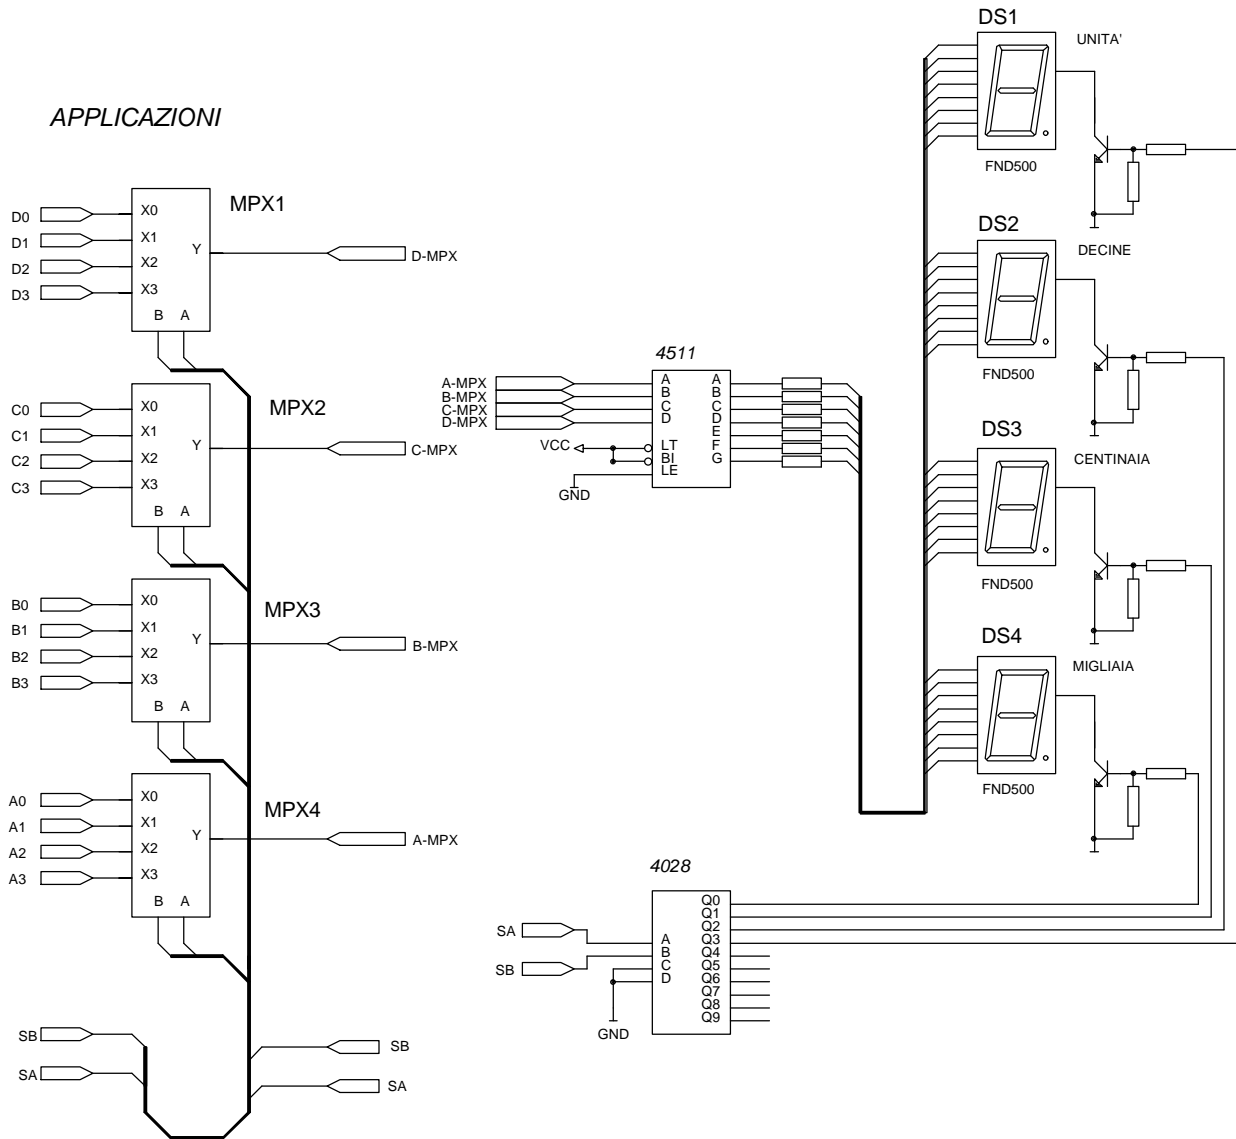 APPLICAZIONI
MPX1
D0 X0
D1 X1
D2 X2
D3 X3
Y
B A
D-MPX
MPX2
C0 X0
C1 X1
C2 X2
C3 X3
Y
B A
C-MPX
MPX3
B0 X0
B1 X1
B2 X2
B3 X3
Y
B A
B-MPX
MPX4
A0 X0
A1 X1
A2 X2
A3 X3
Y
B A
A-MPX
SB
SA
SB
SA
4511
A-MPX A A
B-MPX B B
C-MPX C C
D-MPX D D
E
VCC LT F
BI G
LE
GND
DS1
UNITA'
FND500
DS2
DECINE
FND500
DS3
CENTINAIA
FND500
DS4
MIGLIAIA
FND500
4028
Q0
Q1
Q2
SA A Q3
B Q4
SB C Q5
D Q6
Q7
Q8
Q9
GND